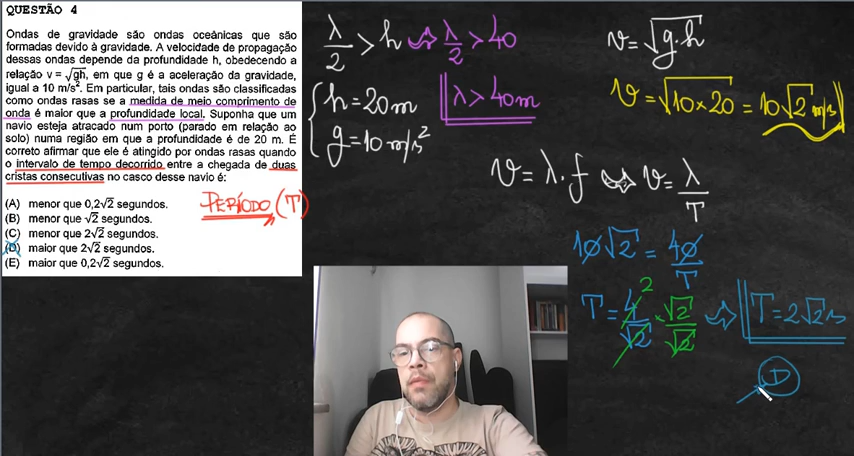 QUESTÃO 4
Ondas de gravidade são ondas oceânicas que são
formadas devido à gravidade. A velocidade de propagação
dessas ondas depende da profundidade h, obedecendo a
relação v = √gh, em que g é a aceleração da gravidade,
igual a 10 m/s². Em particular, tais ondas são classificadas
como ondas rasas se a medida de meio comprimento de
onda é maior que a profundidade local. Suponha que um
navio esteja atracado num porto (parado em relação ao
solo) numa região em que a profundidade é de 20 m. É
correto afirmar que ele é atingido por ondas rasas quando
o intervalo de tempo decorrido entre a chegada de duas
cristas consecutivas no casco desse navio é:
(A) menor que 0,2√2 segundos.
(B) menor que √2 segundos.
(C) menor que 2√2 segundos.
(D) maior que 2√2 segundos.
(E) maior que 0,2√2 segundos.
PERÍODO (T)
λ/2 > h ⇝ λ/2 > 40
λ > 40m
h = 20m
g = 10 m/s²
v = √g·h
v = √10×20 = 10√2 m/s
v = λ·f ⇝ v = λ/T
10√2 = 40/T
T = 4/√2 × √2/√2 ⇝ T = 2√2 s
2
D